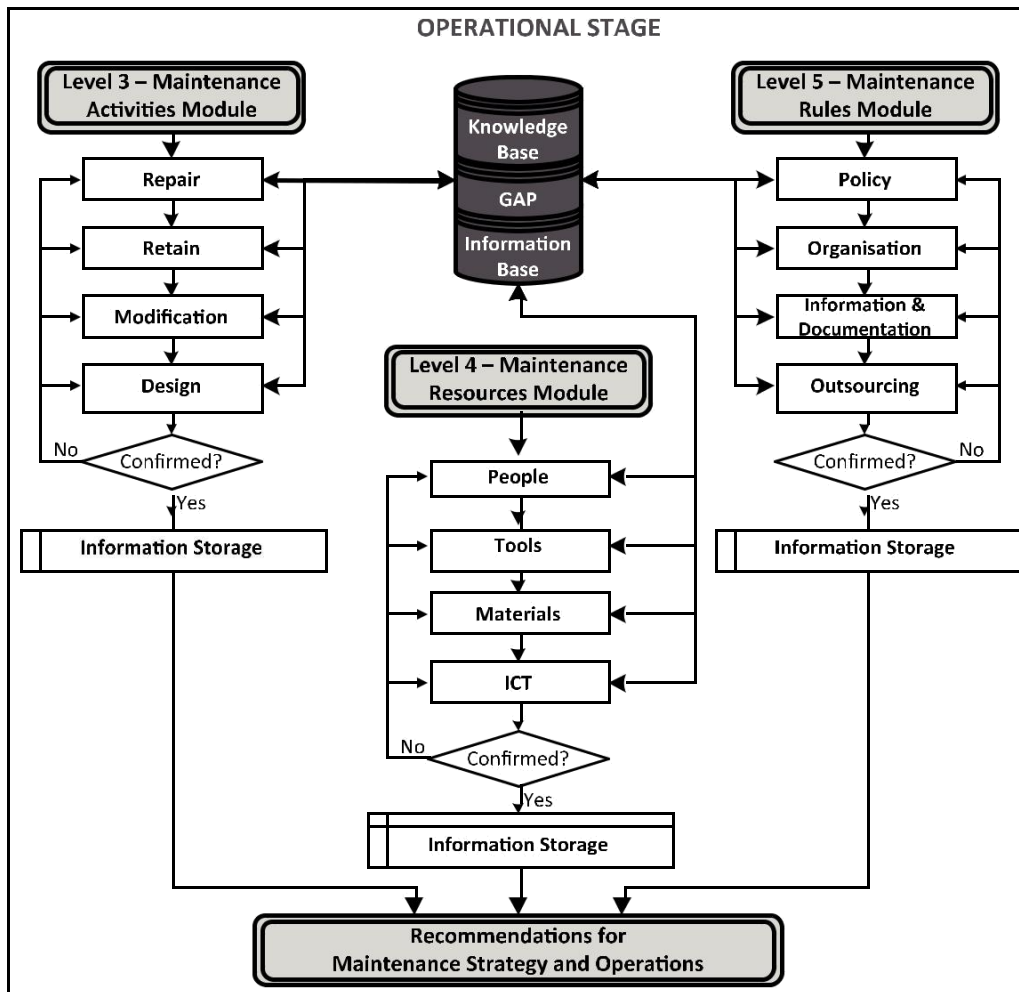 OPERATIONAL STAGE
Level 3 – Maintenance
Activities Module
Repair
Retain
Modification
Design
Confirmed?
No
Yes
Information Storage
Knowledge
Base
GAP
Information
Base
Level 4 – Maintenance
Resources Module
People
Tools
Materials
ICT
Confirmed?
No
Yes
Information Storage
Level 5 – Maintenance
Rules Module
Policy
Organisation
Information &
Documentation
Outsourcing
Confirmed?
No
Yes
Information Storage
Recommendations for
Maintenance Strategy and Operations